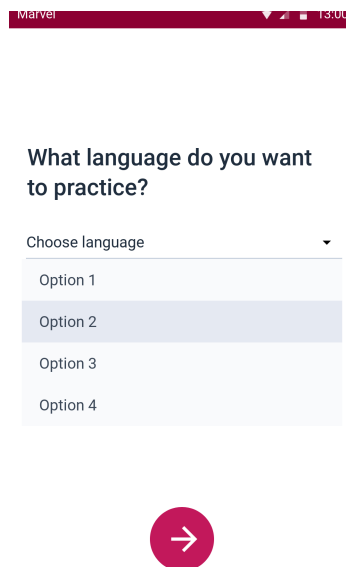 Marvel 13:00
What language do you want
to practice?
Choose language
Option 1
Option 2
Option 3
Option 4